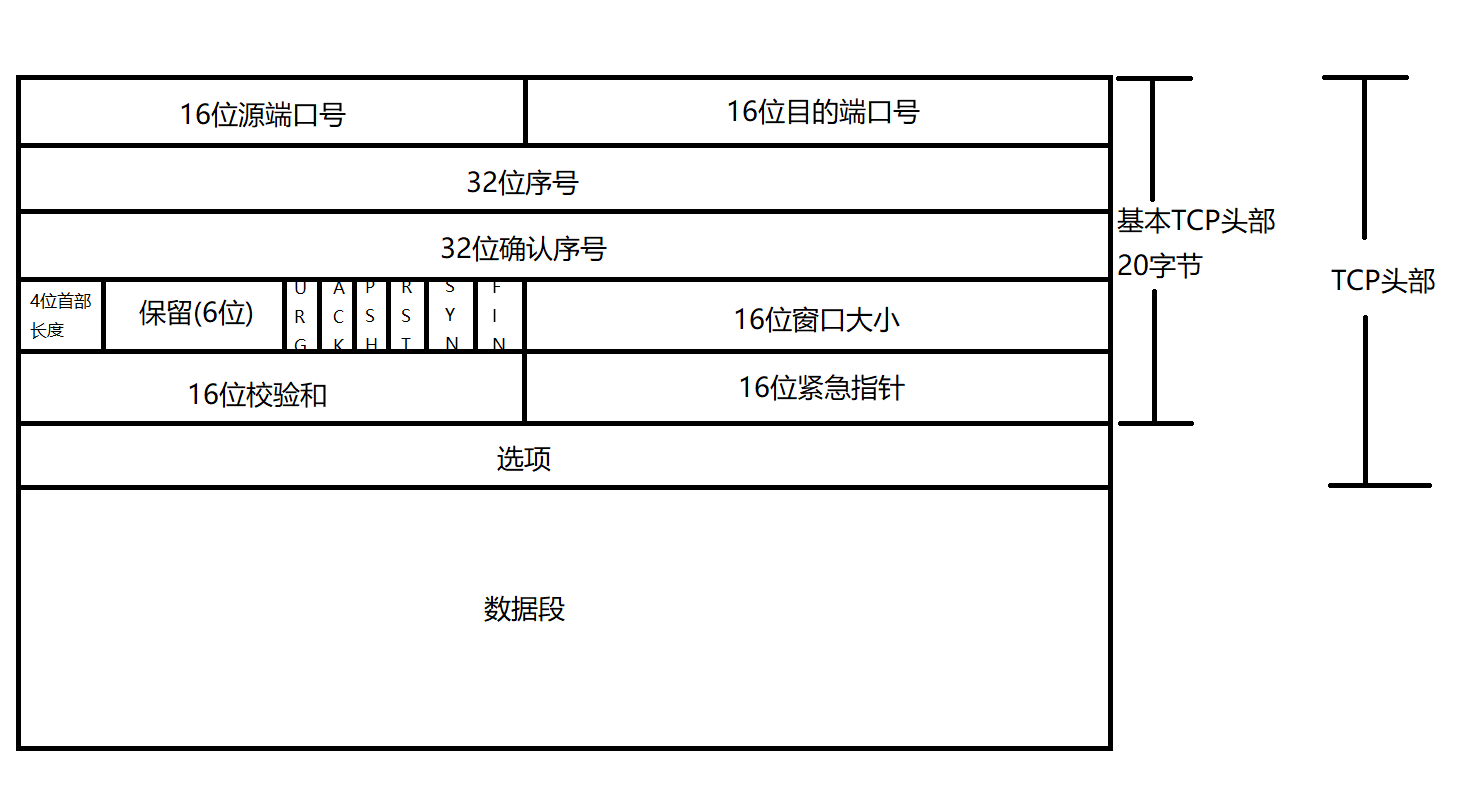 16位源端口号
16位目的端口号
32位序号
32位确认序号
4位首部
长度
保留(6位)
URG
ACK
PSH
RST
SYN
FIN
16位窗口大小
16位校验和
16位紧急指针
选项
数据段
基本TCP头部
20字节
TCP头部